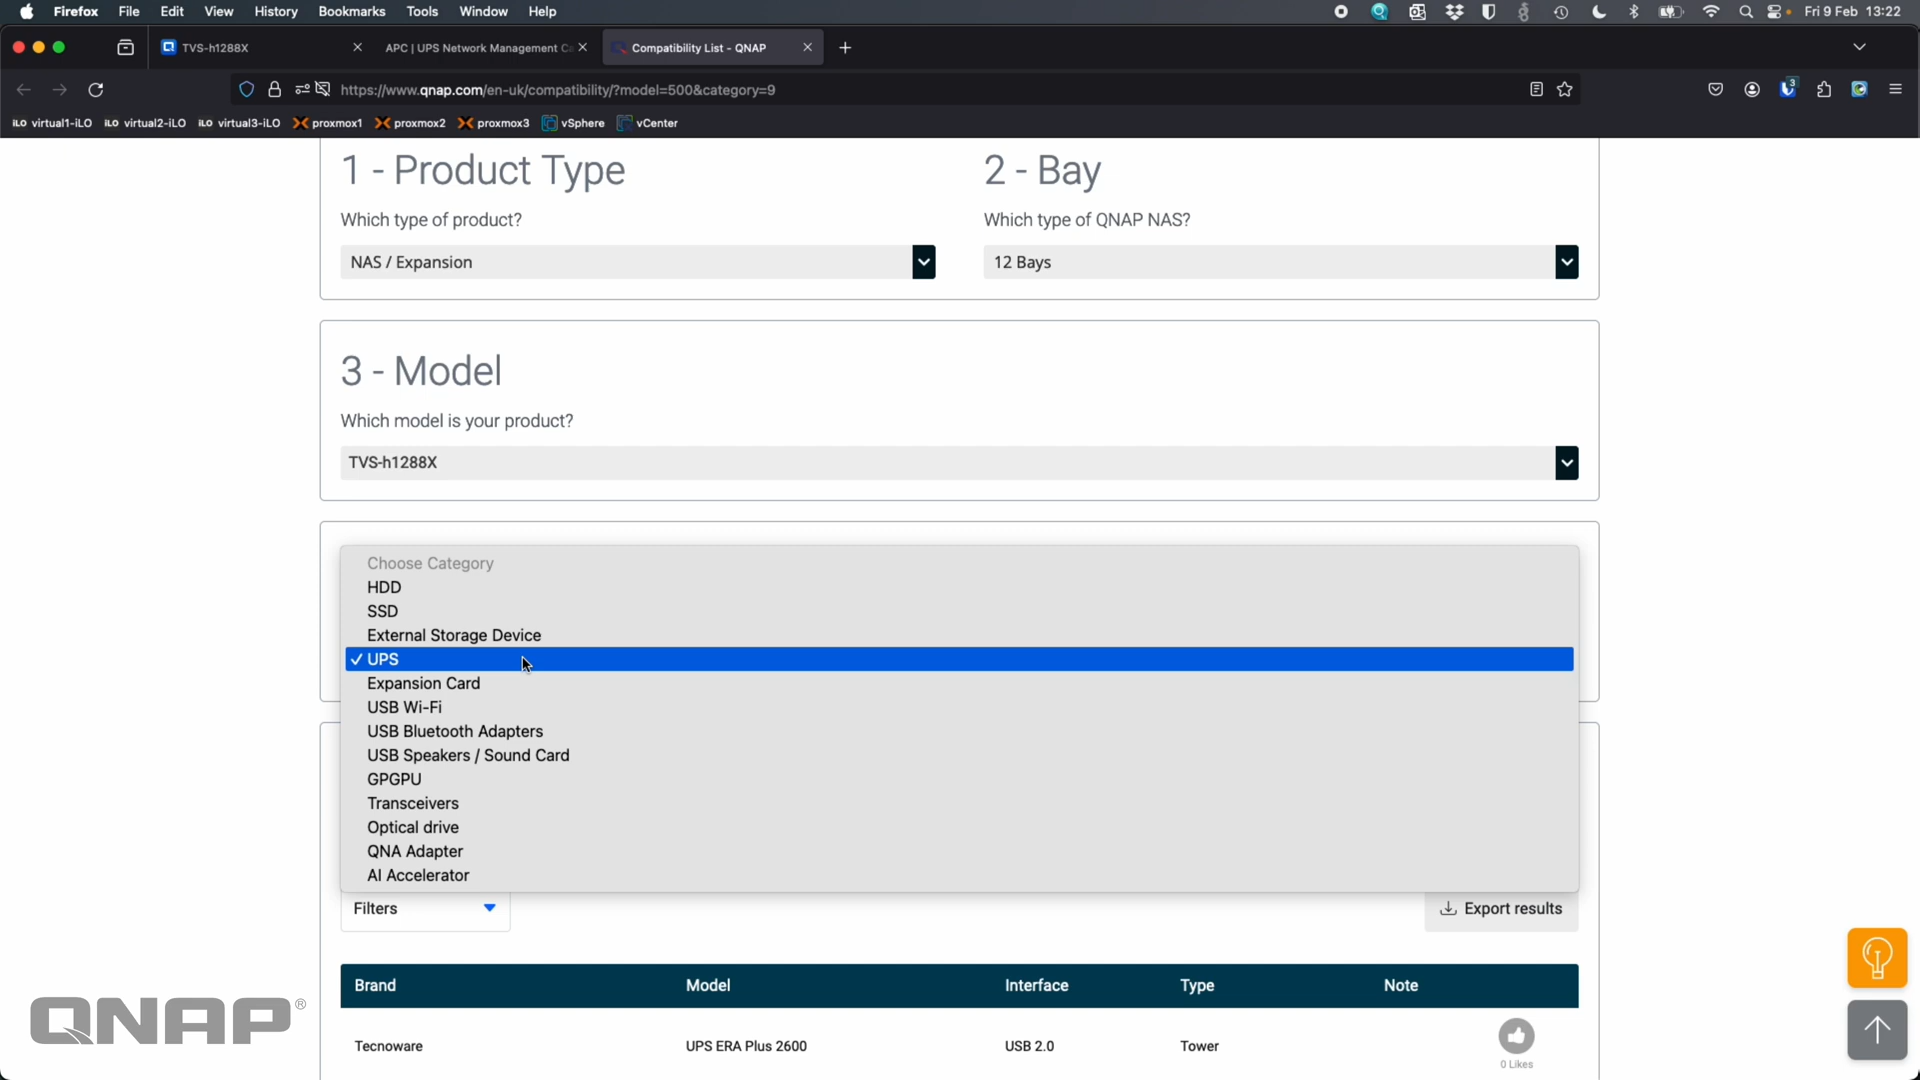 Firefox File Edit View History Bookmarks Tools Window Help Fri 9 Feb 13:22
TVS-h1288X APC | UPS Network Management Ca Compatibility List - QNAP
https://www.qnap.com/en-uk/compatibility/?model=500&category=9
iLO virtual1-iLO iLO virtual2-iLO iLO virtual3-iLO proxmox1 proxmox2 proxmox3 vSphere vCenter
1 - Product Type
Which type of product?
NAS / Expansion
2 - Bay
Which type of QNAP NAS?
12 Bays
3 - Model
Which model is your product?
TVS-h1288X
Choose Category
HDD
SSD
External Storage Device
✓ UPS
Expansion Card
USB Wi-Fi
USB Bluetooth Adapters
USB Speakers / Sound Card
GPGPU
Transceivers
Optical drive
QNA Adapter
AI Accelerator
Filters
Export results
Brand Model Interface Type Note
Tecnoware UPS ERA Plus 2600 USB 2.0 Tower
0 Likes
QNAP®